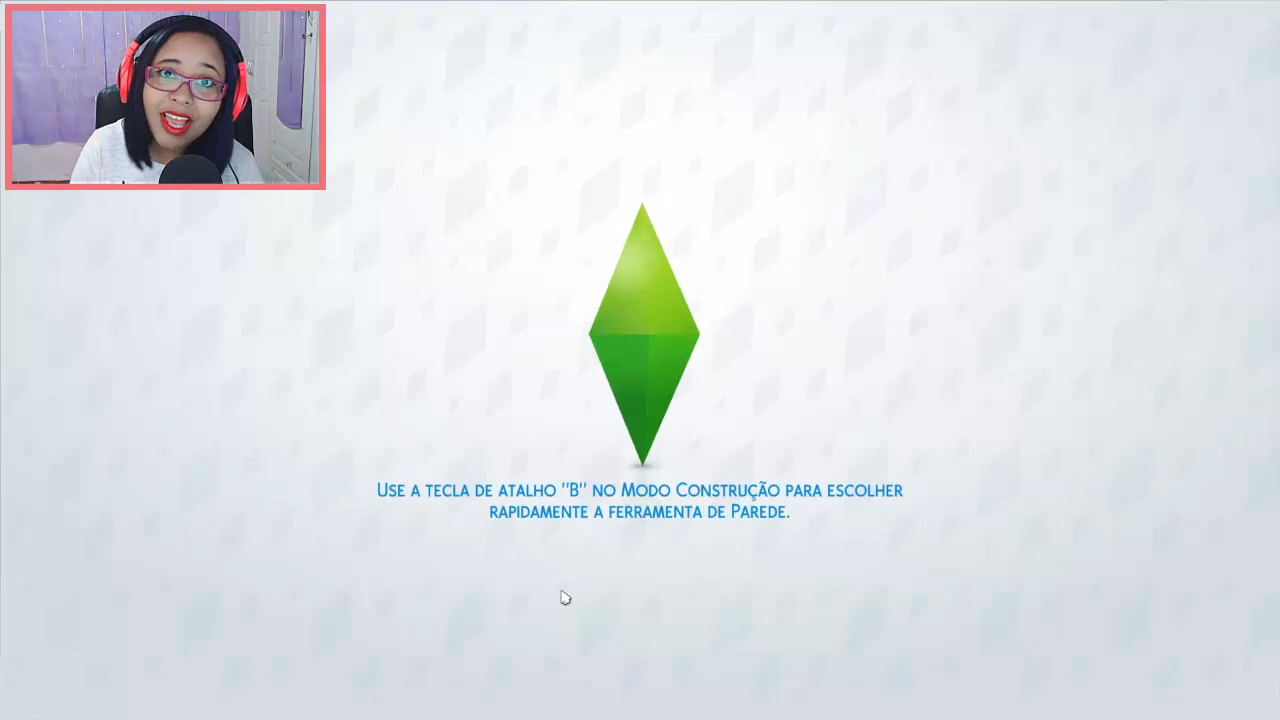 Use a tecla de atalho "B" no Modo Construção para escolher
rapidamente a ferramenta de Parede.